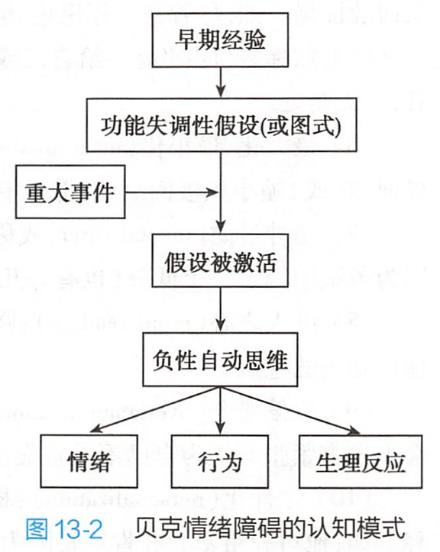 早期经验
功能失调性假设(或图式)
重大事件
假设被激活
负性自动思维
情绪
行为
生理反应
图13-2 贝克情绪障碍的认知模式